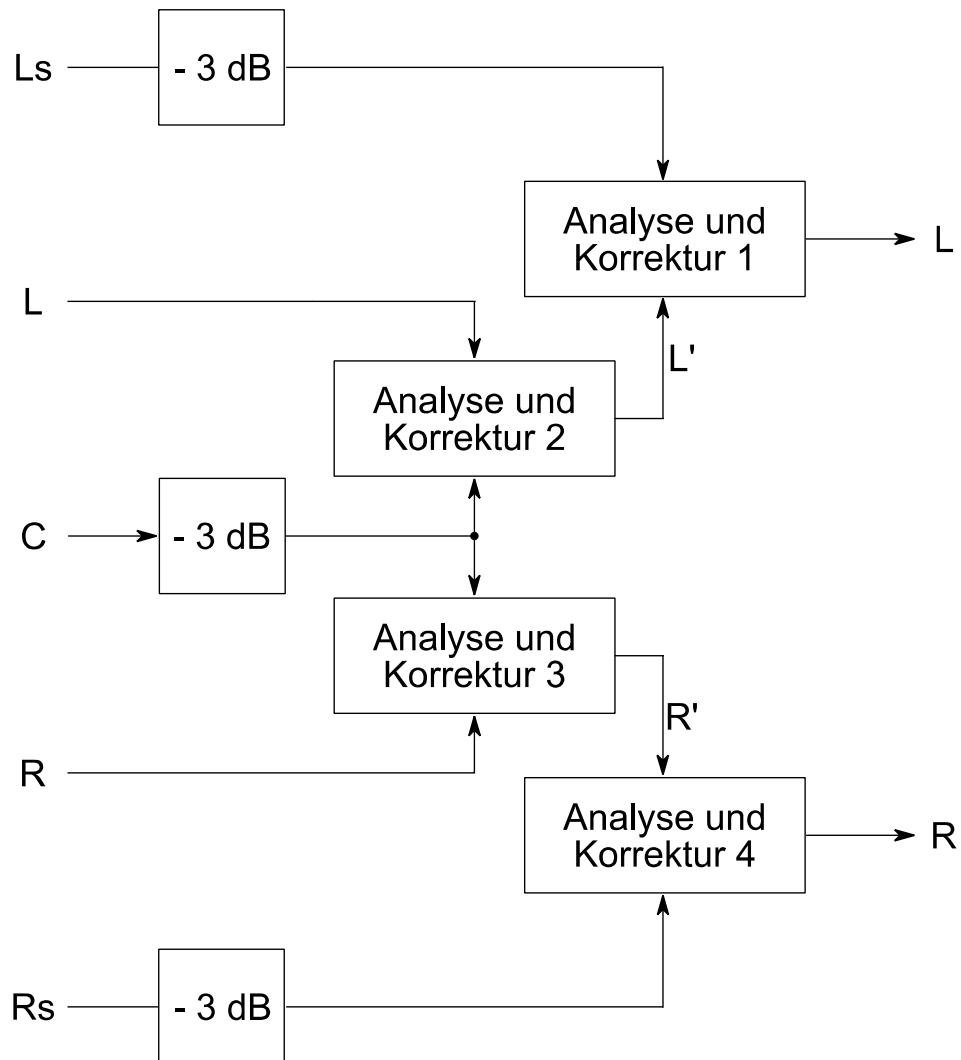 Ls
- 3 dB
Analyse und
Korrektur 1
L
L
L'
Analyse und
Korrektur 2
C
- 3 dB
Analyse und
Korrektur 3
R'
R
Analyse und
Korrektur 4
R
Rs
- 3 dB